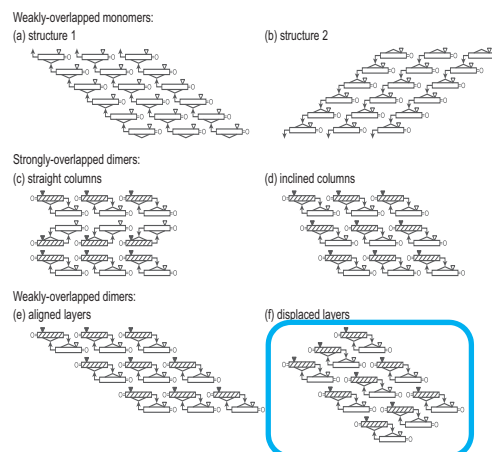 Weakly-overlapped monomers:
(a) structure 1
(b) structure 2
Strongly-overlapped dimers:
(c) straight columns
(d) inclined columns
Weakly-overlapped dimers:
(e) aligned layers
(f) displaced layers